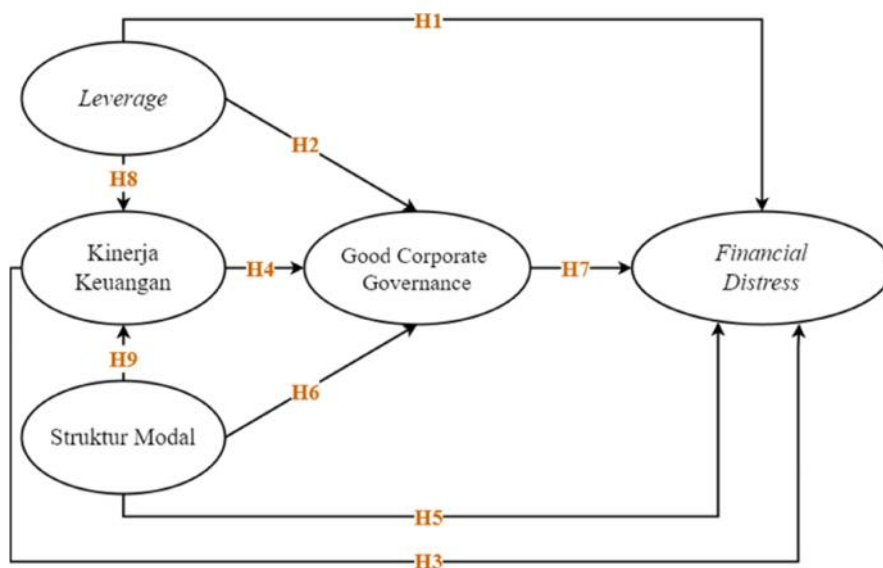 H1
Leverage
H2
H8
Kinerja
Keuangan
H4
Good Corporate
Governance
H7
Financial
Distress
H9
H6
Struktur Modal
H5
H3